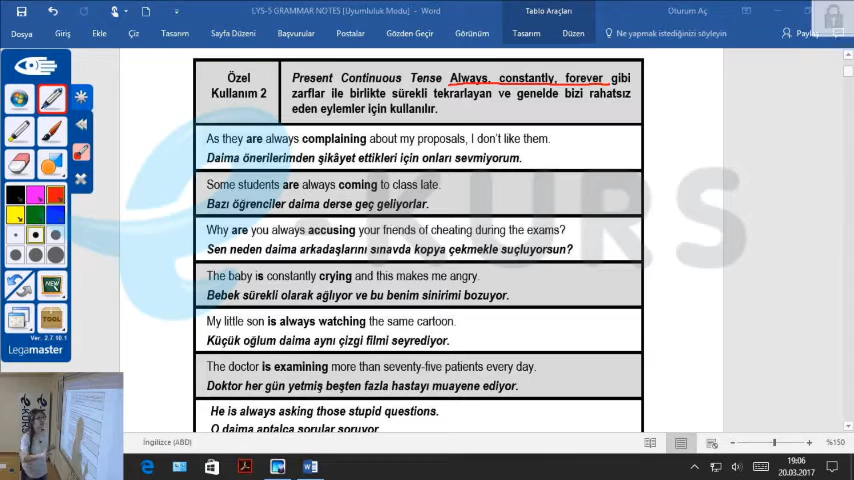 LYS-5 GRAMMAR NOTES [Uyumluluk Modu] - Word
Tablo Araçları
Oturum Aç
Dosya
Giriş
Ekle
Çiz
Tasarım
Sayfa Düzeni
Başvurular
Postalar
Gözden Geçir
Görünüm
Tasarım
Düzen
Ne yapmak istediğinizi söyleyin
Özel
Kullanım 2
Present Continuous Tense Always, constantly, forever gibi
zarflar ile birlikte sürekli tekrarlayan ve genelde bizi rahatsız
eden eylemler için kullanılır.
As they are always complaining about my proposals, I don't like them.
Daima önerilerimden şikâyet ettikleri için onları sevmiyorum.
Some students are always coming to class late.
Bazı öğrenciler daima derse geç geliyorlar.
Why are you always accusing your friends of cheating during the exams?
Sen neden daima arkadaşlarını sınavda kopya çekmekle suçluyorsun?
The baby is constantly crying and this makes me angry.
Bebek sürekli olarak ağlıyor ve bu benim sinirimi bozuyor.
My little son is always watching the same cartoon.
Küçük oğlum daima aynı çizgi filmi seyrediyor.
The doctor is examining more than seventy-five patients every day.
Doktor her gün yetmiş beşten fazla hastayı muayene ediyor.
He is always asking those stupid questions.
O daima aptalca sorular soruyor.
e-KURS
NEW
TOOL
Ver. 2.7.10.1
Legamaster
İngilizce (ABD)
%150
19:06
20.03.2017